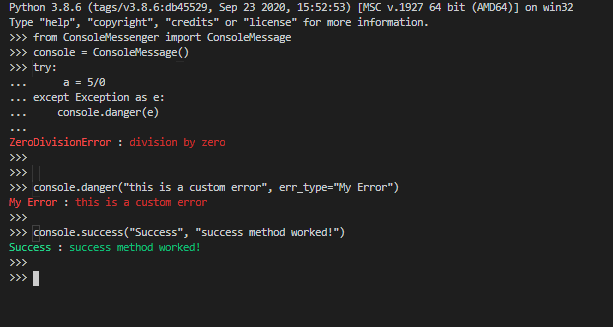 Python 3.8.6 (tags/v3.8.6:db45529, Sep 23 2020, 15:52:53) [MSC v.1927 64 bit (AMD64)] on win32
Type "help", "copyright", "credits" or "license" for more information.
>>> from ConsoleMessenger import ConsoleMessage
>>> console = ConsoleMessage()
>>> try:
...     a = 5/0
... except Exception as e:
...    console.danger(e)
...
ZeroDivisionError : division by zero
>>>
>>>
>>> console.danger("this is a custom error", err_type="My Error")
My Error : this is a custom error
>>>
>>> console.success("Success", "success method worked!")
Success : success method worked!
>>>
>>>